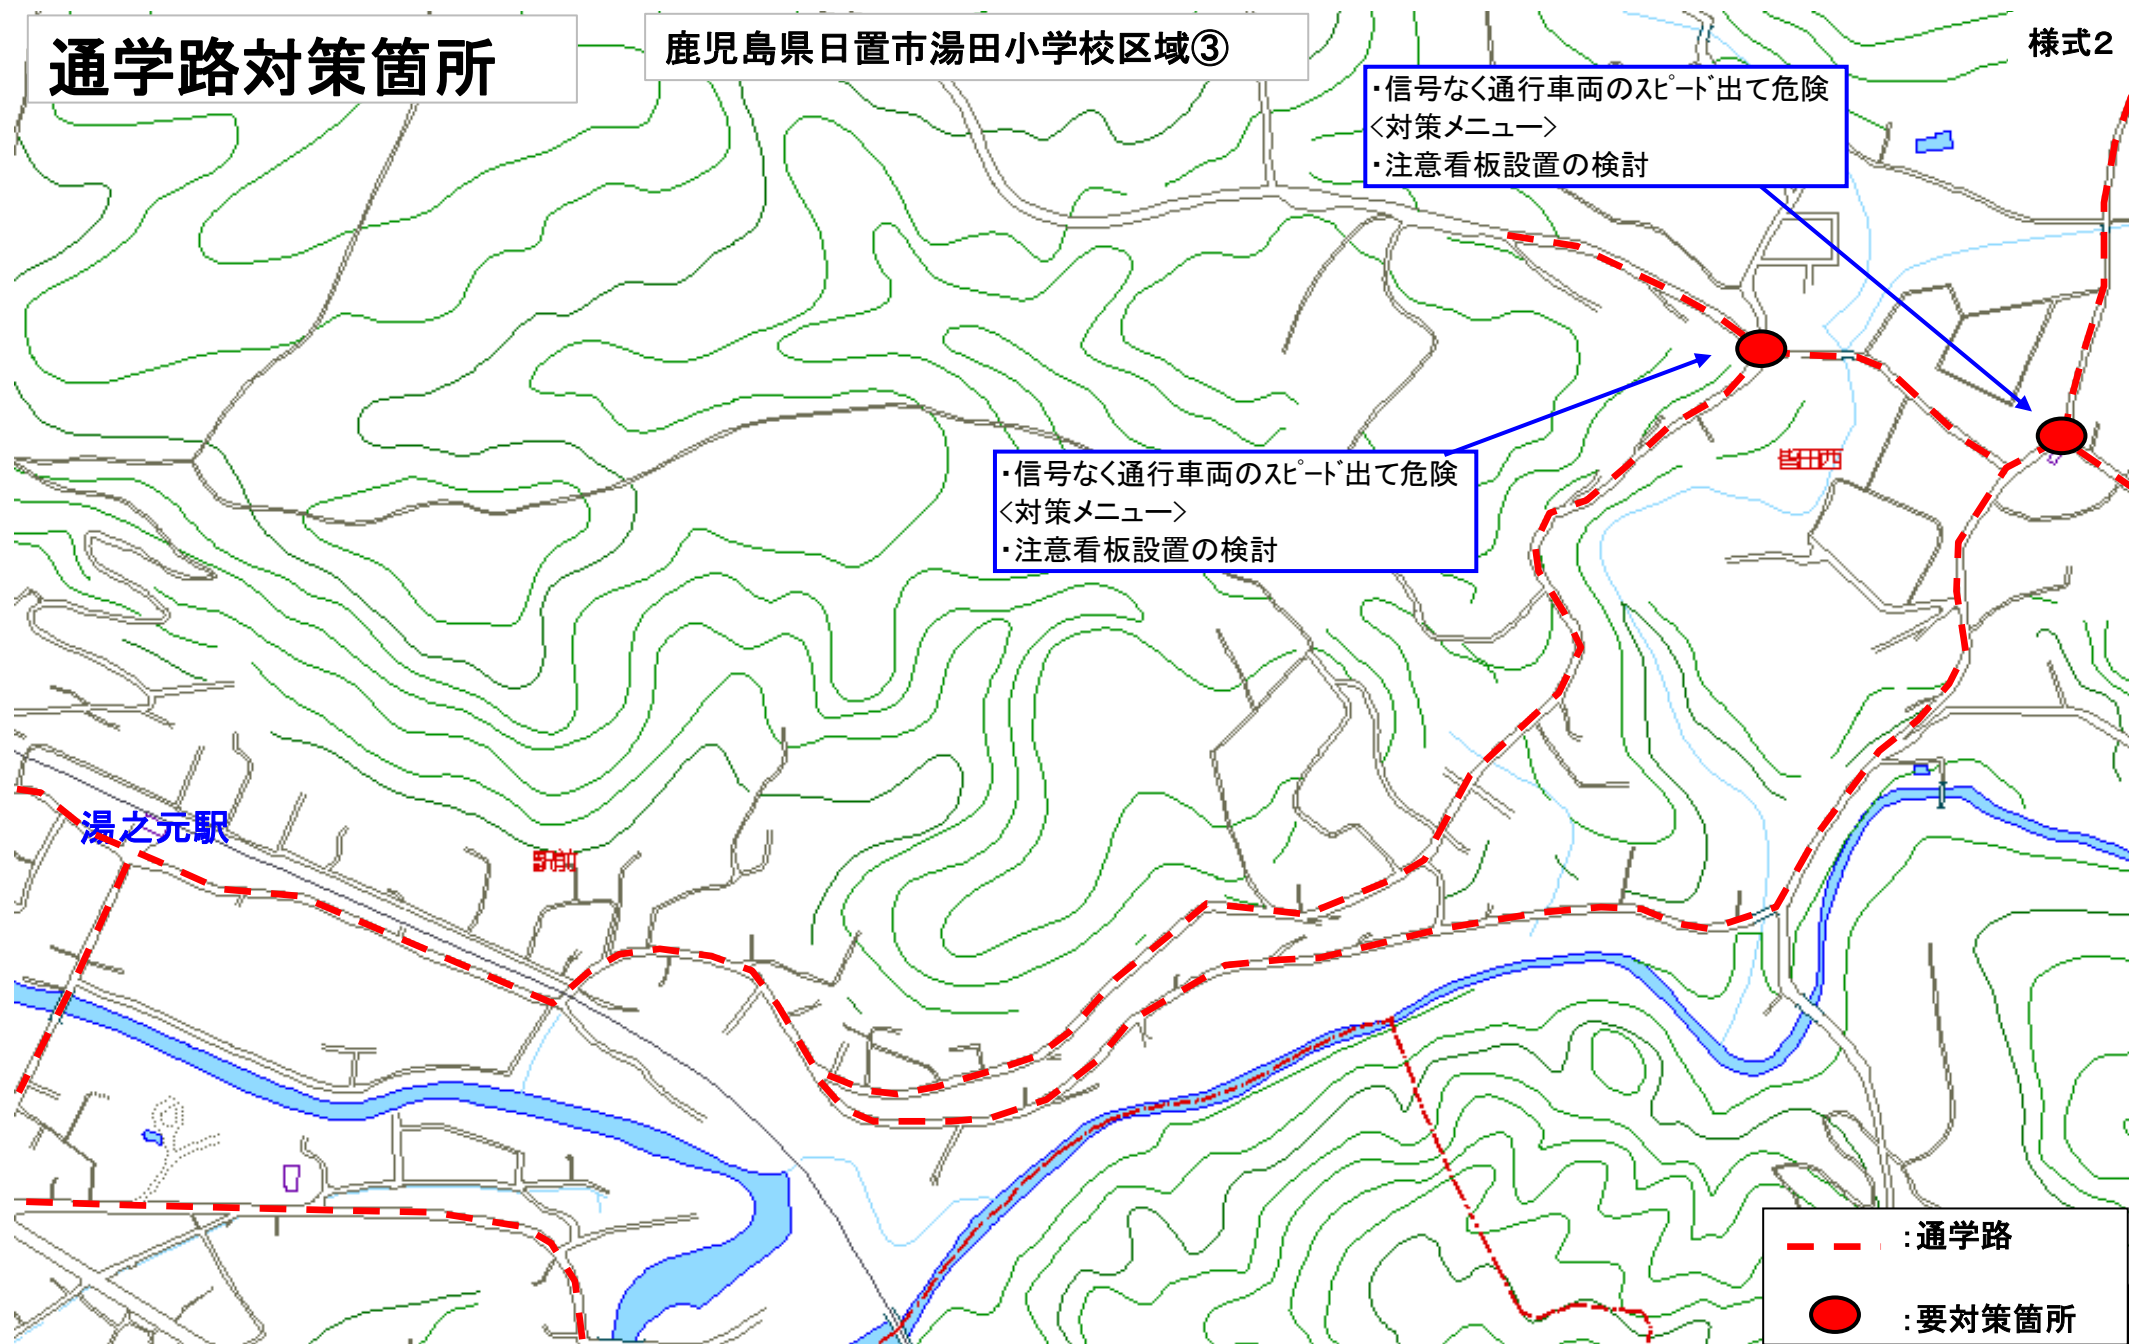 通学路対策箇所
鹿児島県日置市湯田小学校区域③
様式2
・信号なく通行車両のｽﾋﾟｰﾄﾞ出て危険
<対策メニュー>
・注意看板設置の検討
・信号なく通行車両のｽﾋﾟｰﾄﾞ出て危険
<対策メニュー>
・注意看板設置の検討
皆田西
湯之元駅
駅前
:通学路
:要対策箇所